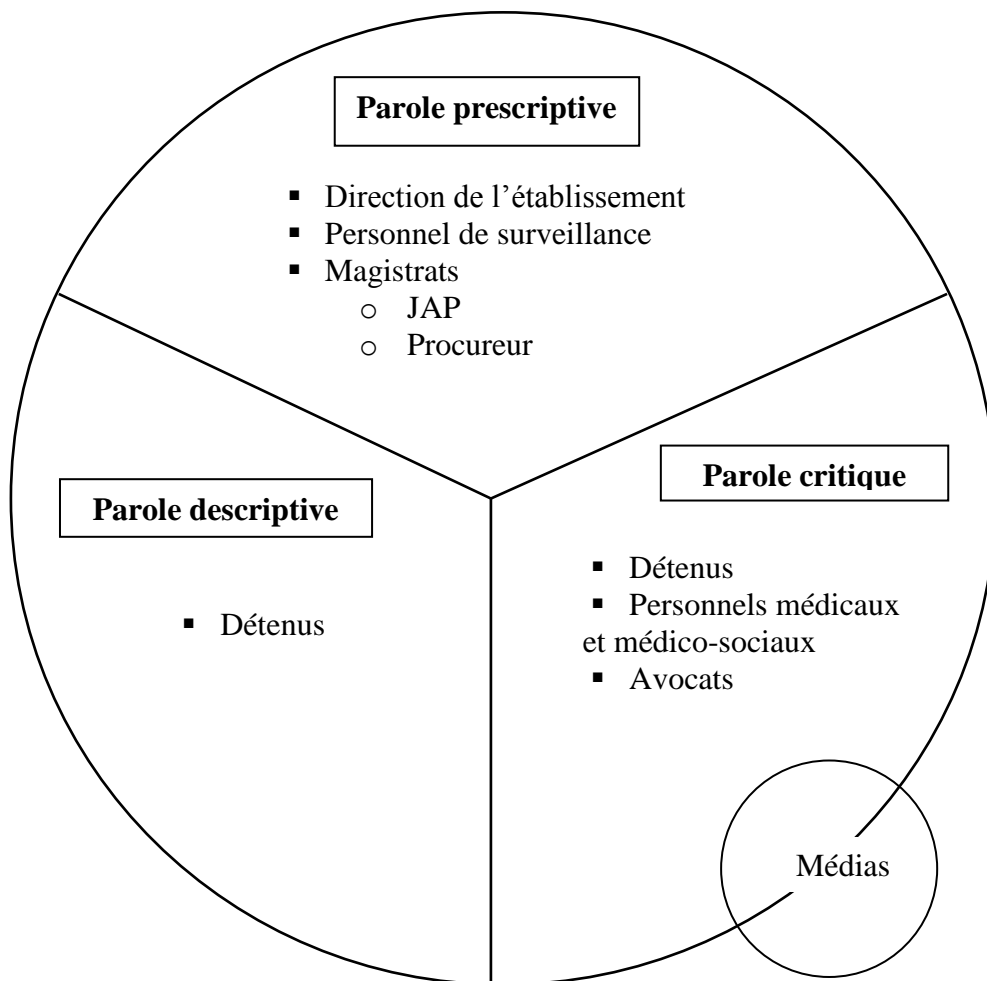 Parole prescriptive
▪ Direction de l’établissement
▪ Personnel de surveillance
▪ Magistrats
o JAP
o Procureur
Parole descriptive
▪ Détenus
Parole critique
▪ Détenus
▪ Personnels médicaux
et médico-sociaux
▪ Avocats
Médias